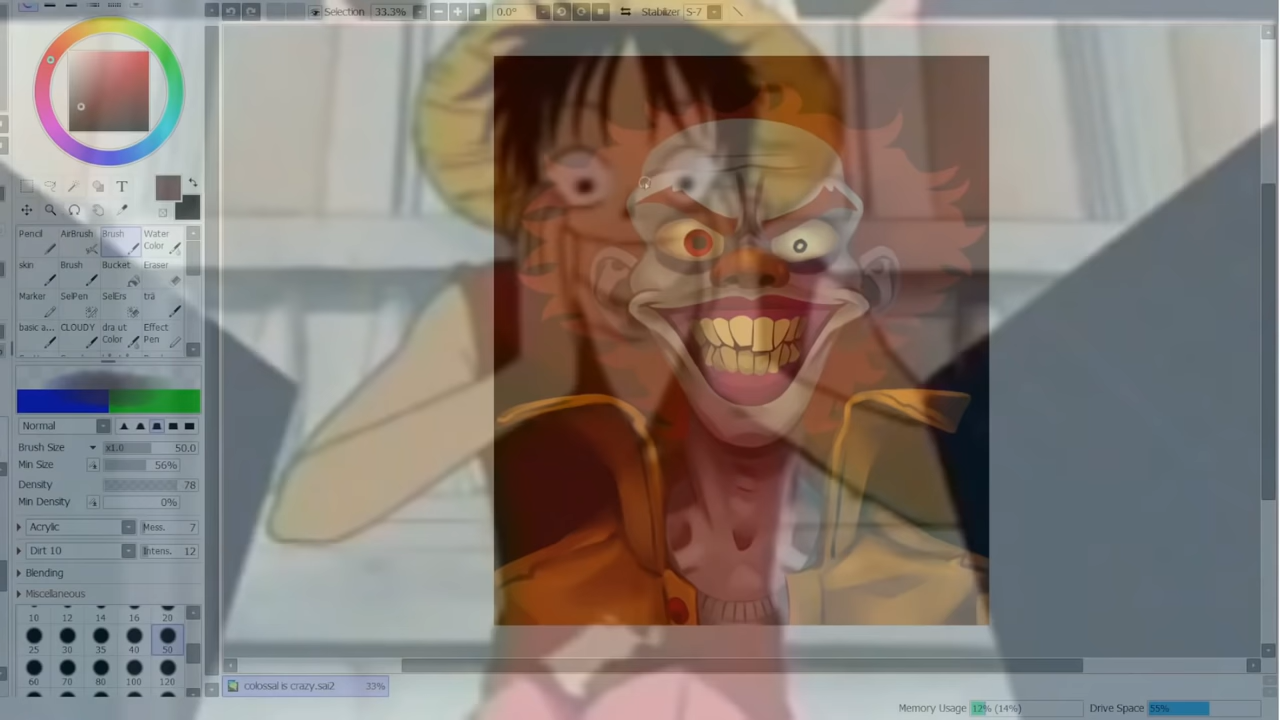 Selection 33.3% 0.0° Stabilizer S-7
T
Pencil AirBrush Brush Water Color
skin Brush Bucket Eraser
Marker SelPen SelErs trä
basic a... CLOUDY dra ut Color Effect Pen
Normal
Brush Size x1.0 50.0
Min Size 56%
Density 78
Min Density 0%
Acrylic Mess. 7
Dirt 10 Intens. 12
Blending
Miscellaneous
10 12 14 16 20
25 30 35 40 50
60 70 80 100 120
colossal is crazy.sai2 33%
Memory Usage 12% (14%) Drive Space 55%